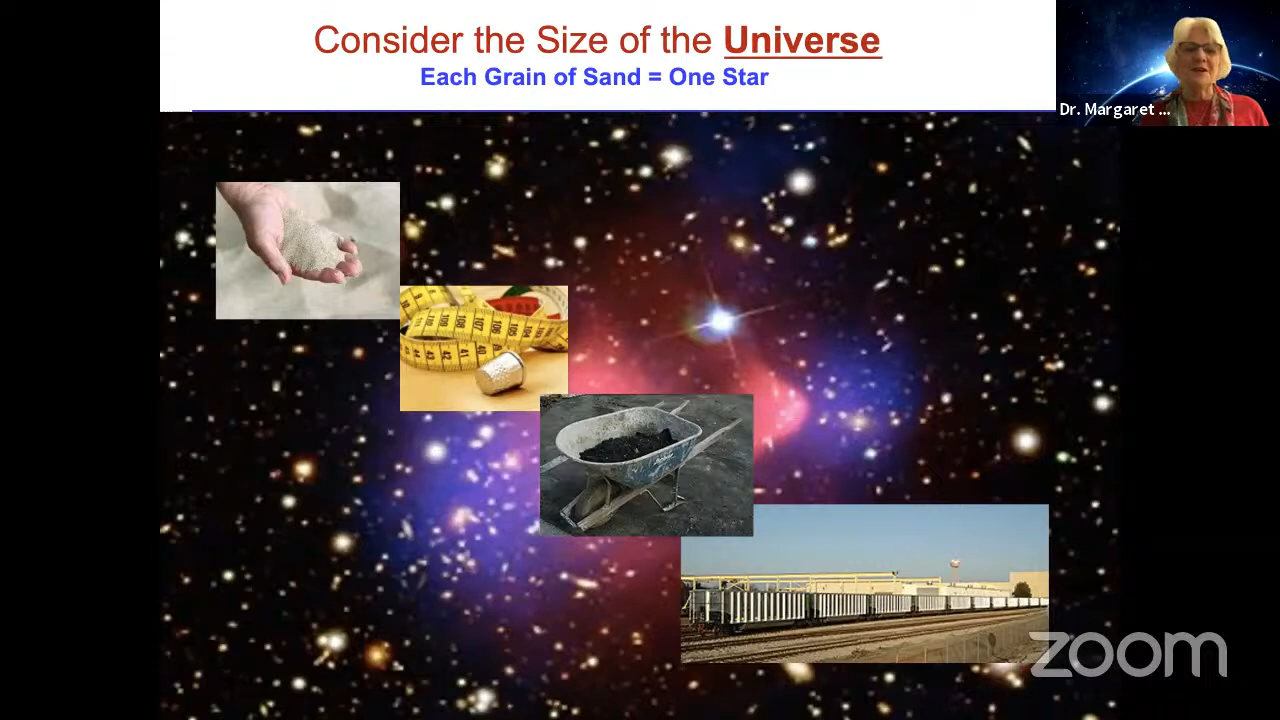 Consider the Size of the Universe
Each Grain of Sand = One Star
Dr. Margaret ...
zoom